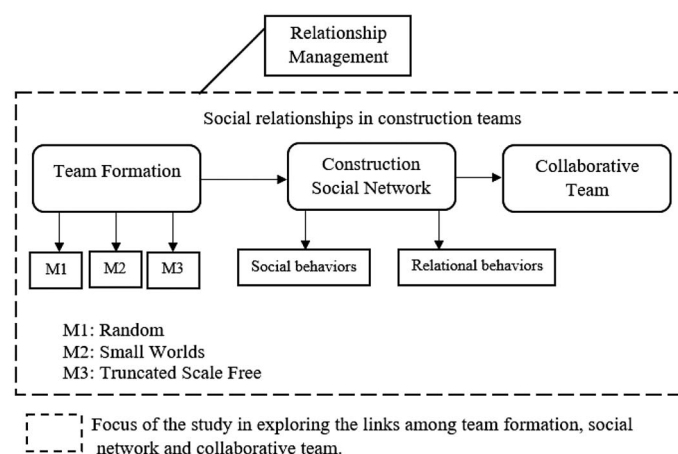 Relationship
Management
Social relationships in construction teams
Team Formation
Construction
Social Network
Collaborative
Team
M1
M2
M3
Social behaviors
Relational behaviors
M1: Random
M2: Small Worlds
M3: Truncated Scale Free
Focus of the study in exploring the links among team formation, social
network and collaborative team.